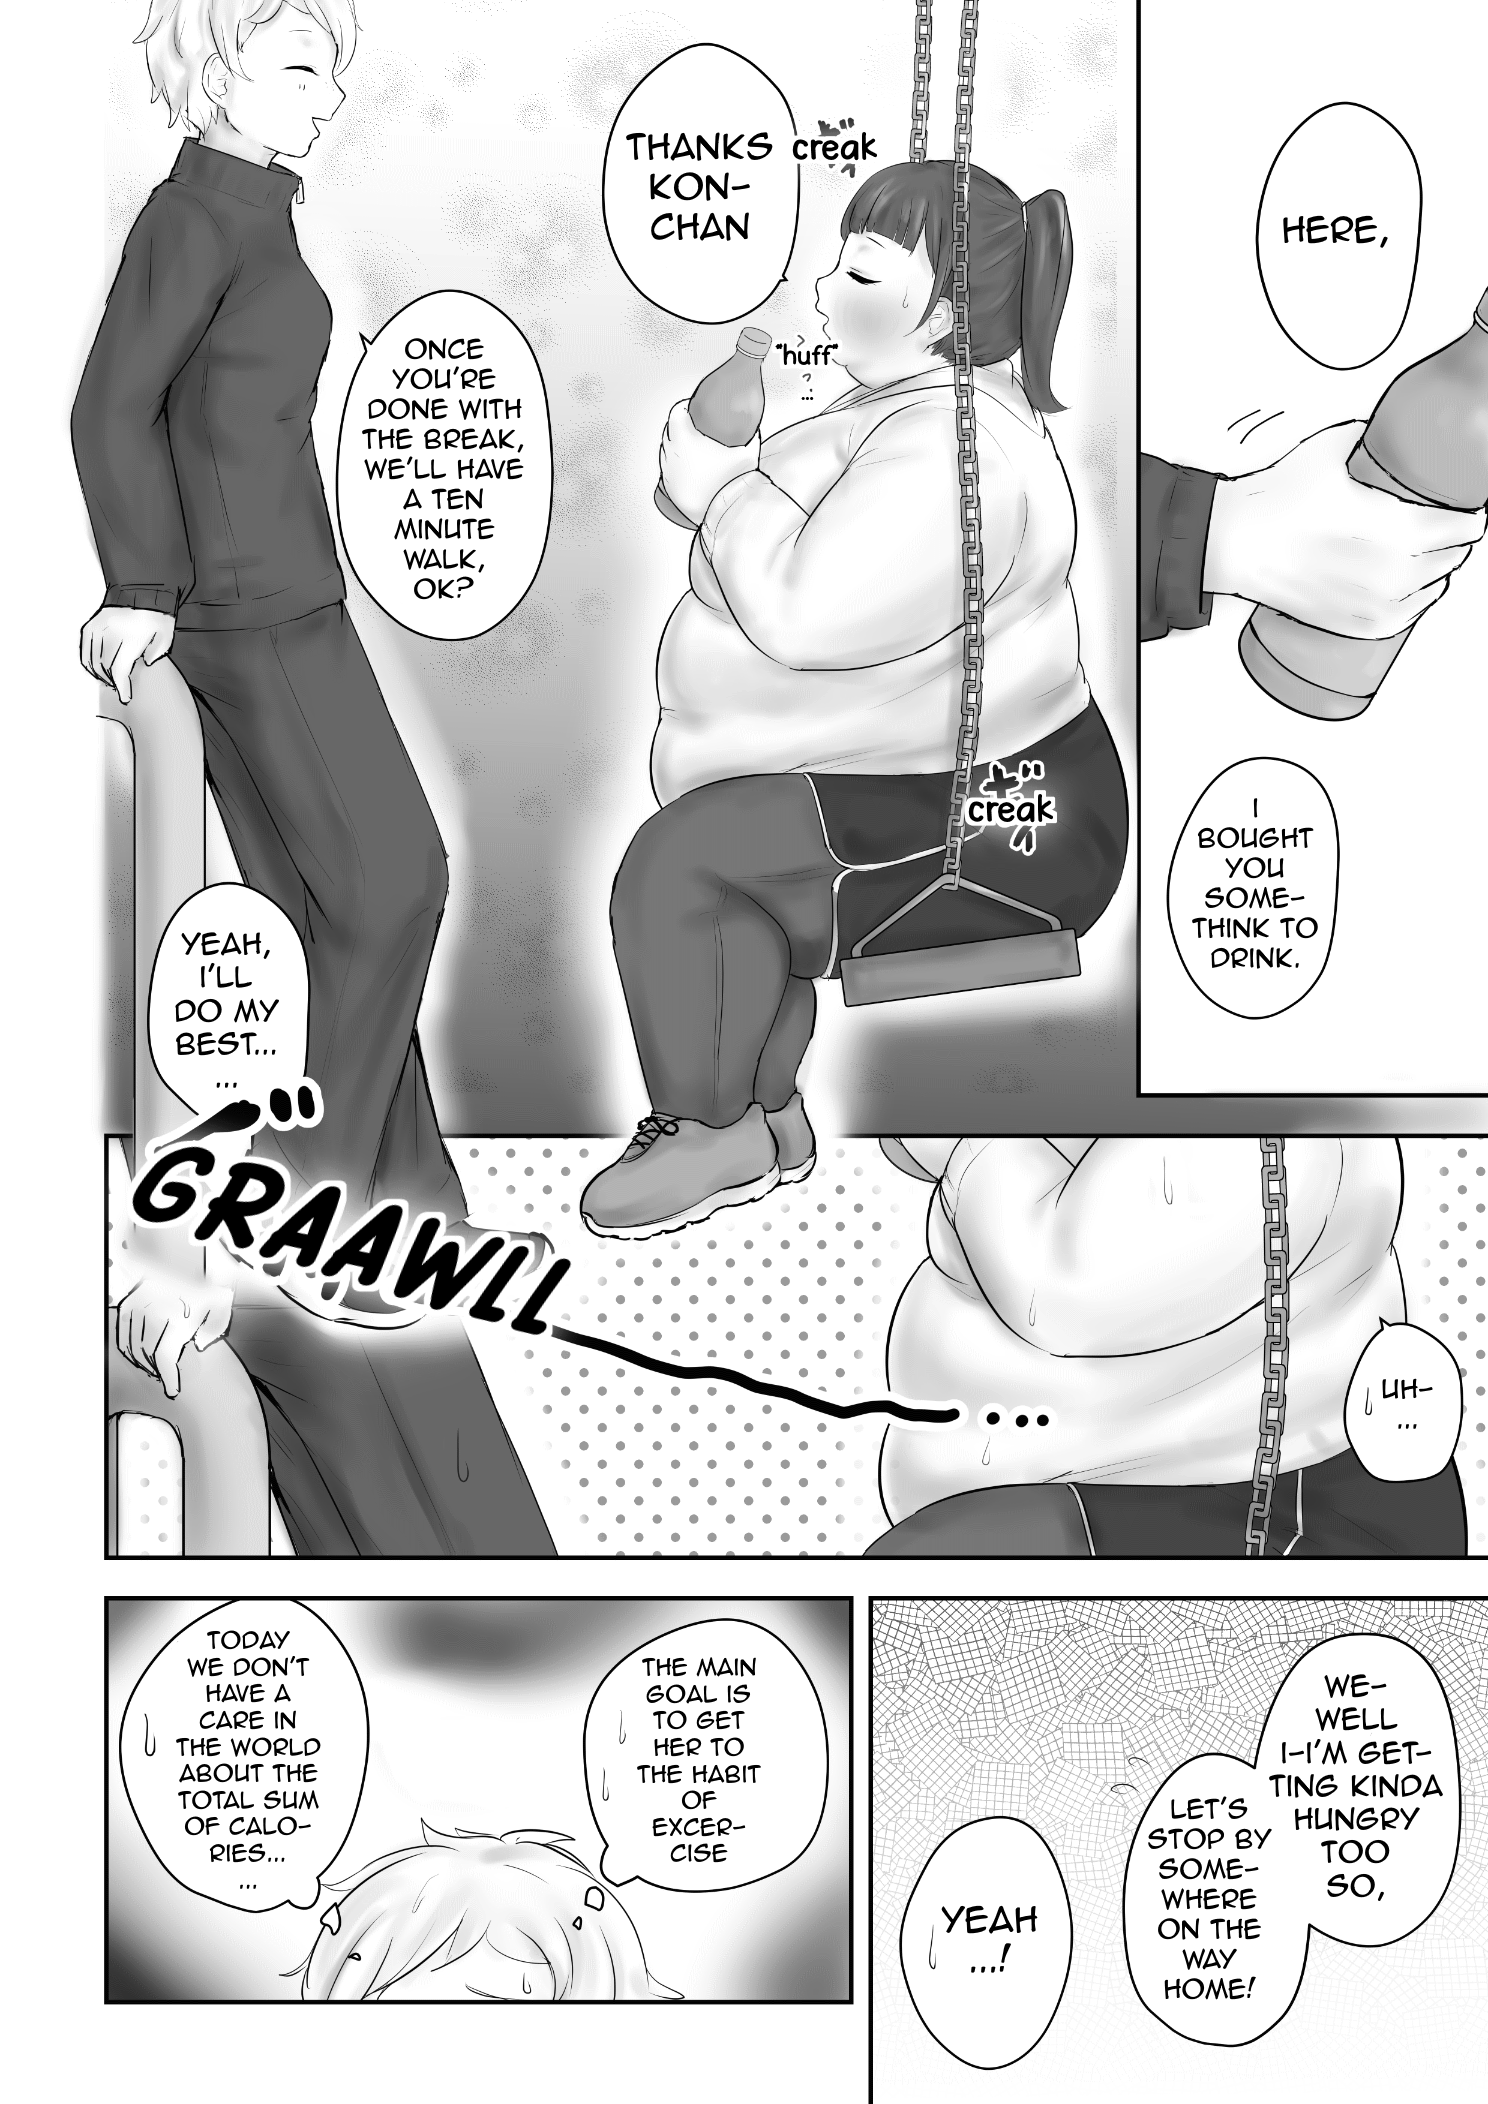 HERE,
I
BOUGHT
YOU
SOME-
THINK TO
DRINK.
creak
THANKS
KON-
CHAN
*huff*
...
ONCE
YOU'RE
DONE WITH
THE BREAK,
WE'LL HAVE
A TEN
MINUTE
WALK,
OK?
creak
YEAH,
I'LL
DO MY
BEST...
...
GRAAWLL
...
UH-
...
WE-
WELL
I-I'M GET-
TING KINDA
HUNGRY
TOO
SO,
LET'S
STOP BY
SOME-
WHERE
ON THE
WAY
HOME!
YEAH
...!
THE MAIN
GOAL IS
TO GET
HER TO
THE HABIT
OF
EXCER-
CISE
TODAY
WE DON'T
HAVE A
CARE IN
THE WORLD
ABOUT THE
TOTAL SUM
OF CALO-
RIES...
...